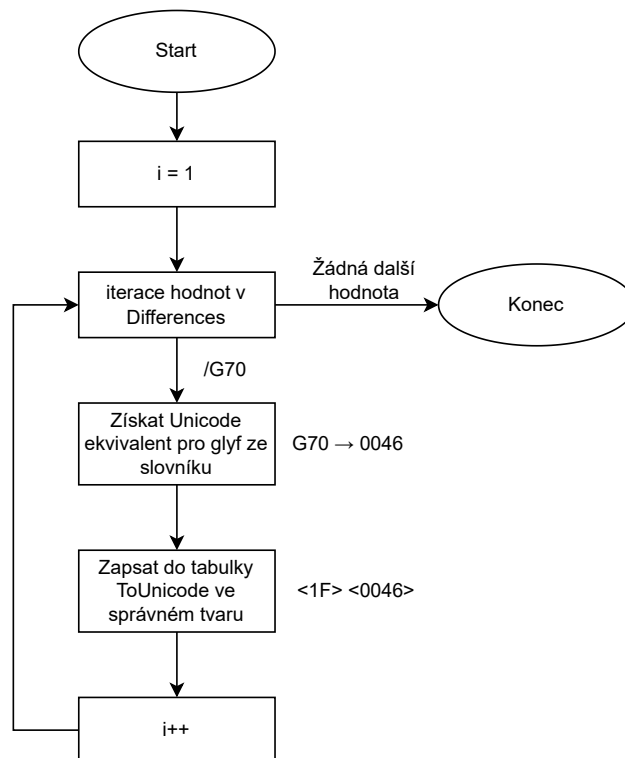 Start
i = 1
iterace hodnot v
Differences
Žádná další
hodnota
Konec
/G70
Získat Unicode
ekvivalent pro glyf ze
slovníku
G70 → 0046
Zapsat do tabulky
ToUnicode ve
správném tvaru
<1F> <0046>
i++